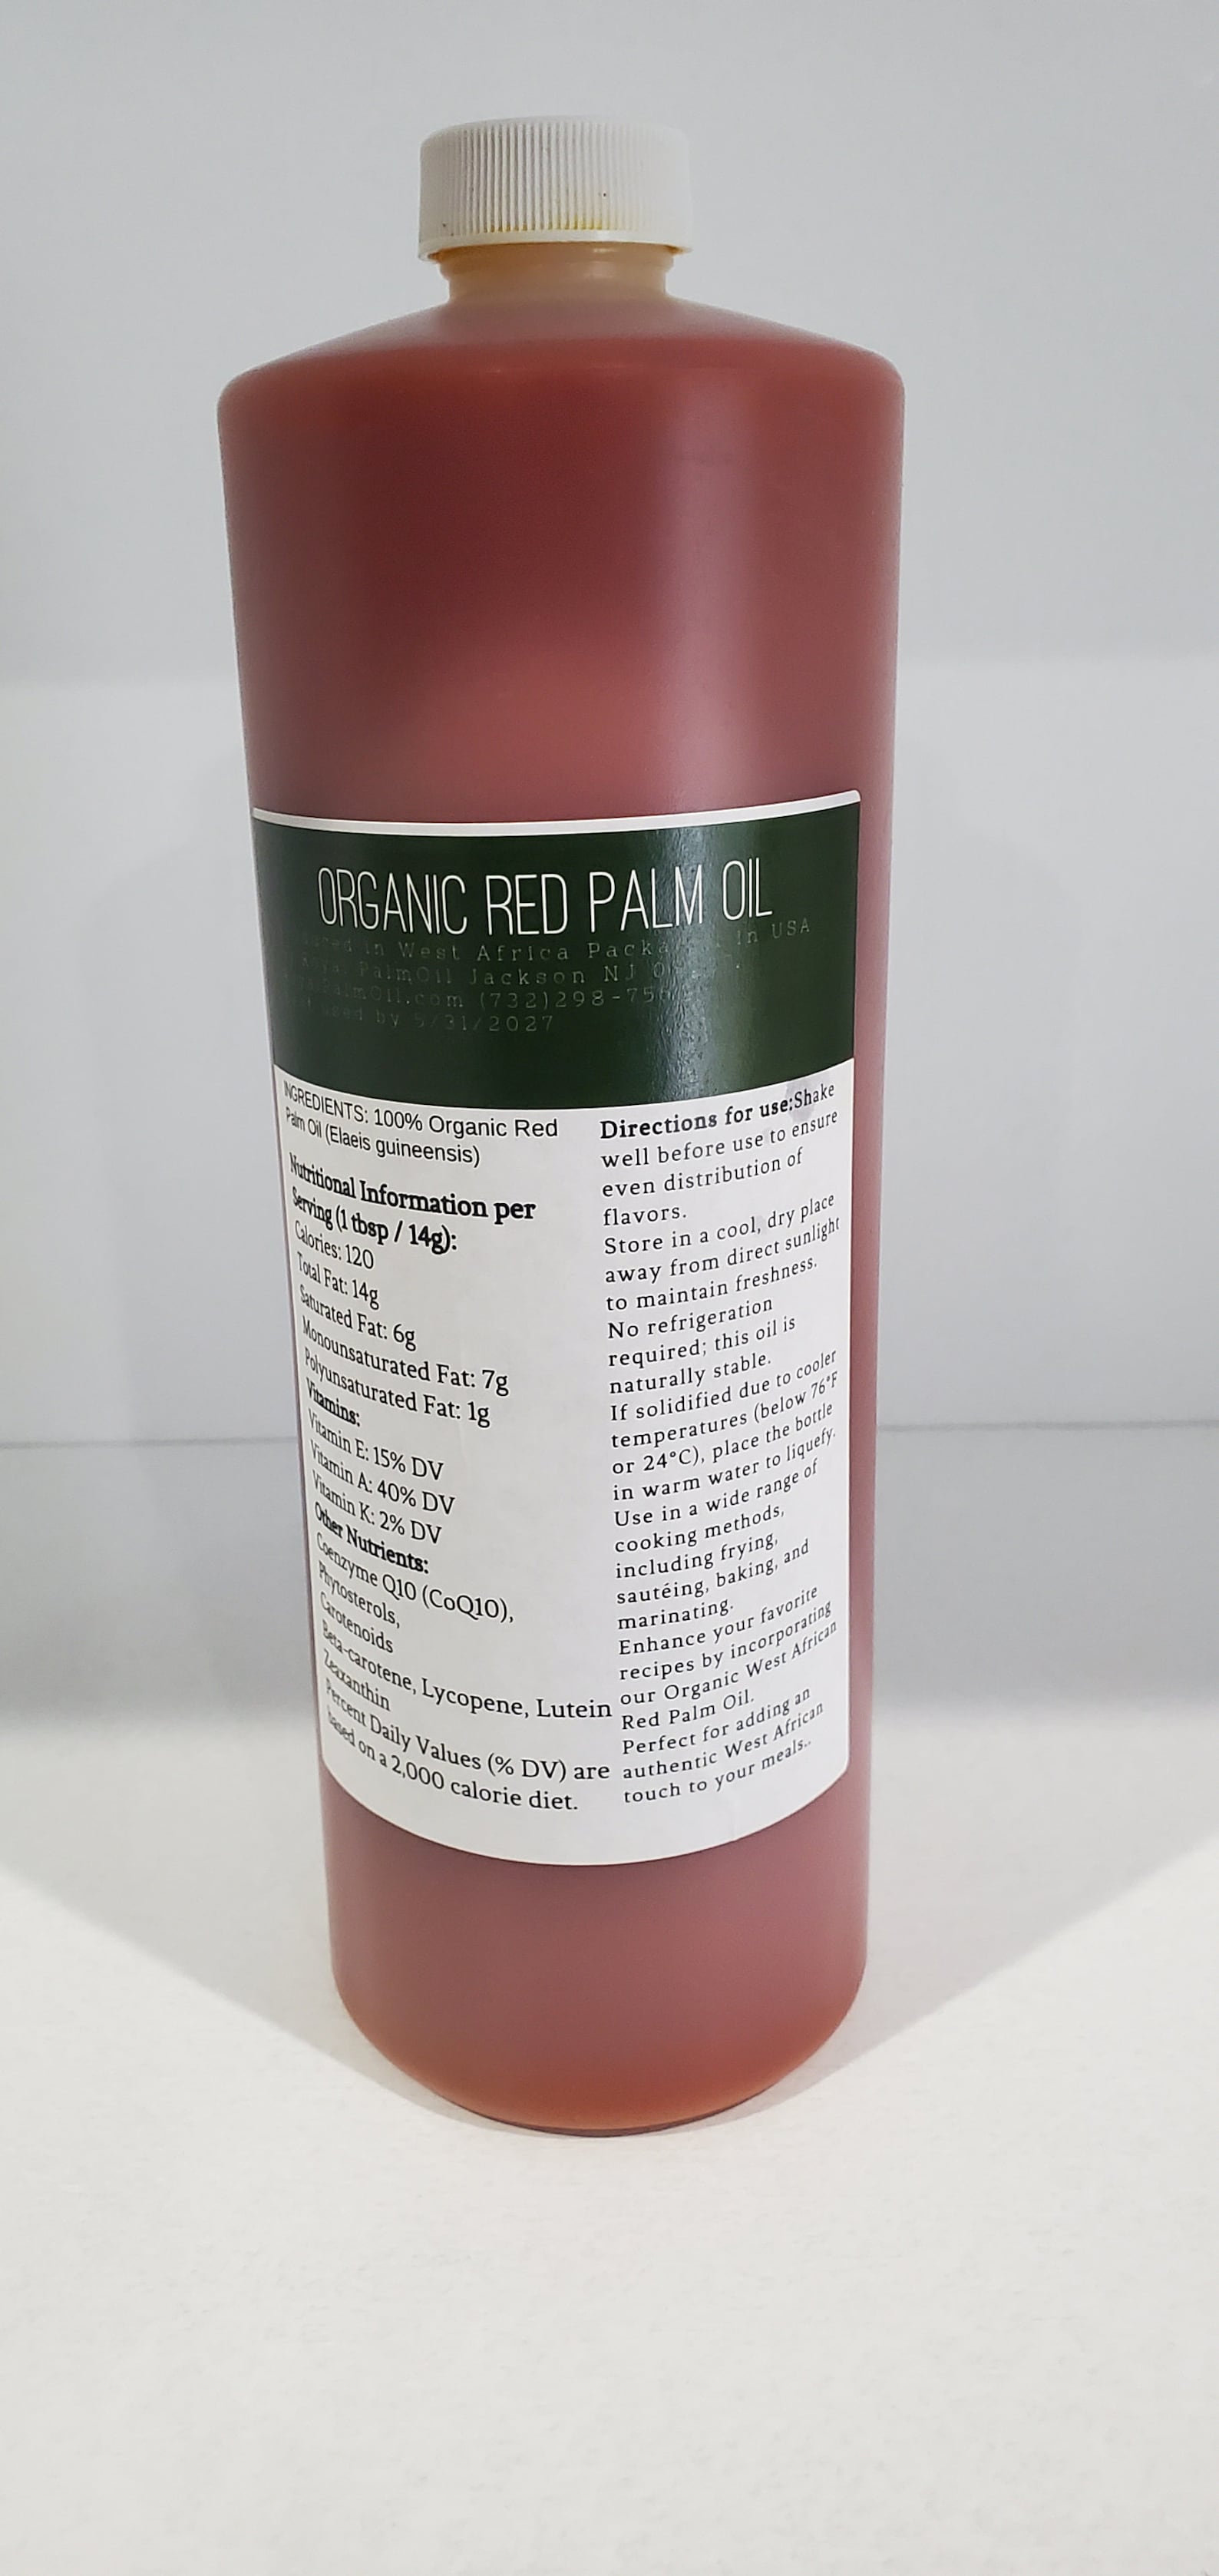 ORGANIC RED PALM OIL
in West Africa in USA
PalmOil Jackson NJ
(732)298-
by 5/31/2027
INGREDIENTS: 100% Organic Red
Palm Oil (Elaeis guineensis)
Nutritional Information per
Serving (1 tbsp / 14g):
Calories: 120
Total Fat: 14g
Saturated Fat: 6g
Monounsaturated Fat: 7g
Polyunsaturated Fat: 1g
Vitamins:
Vitamin E: 15% DV
Vitamin A: 40% DV
Vitamin K: 2% DV
Other Nutrients:
Coenzyme Q10 (CoQ10),
Phytosterols,
Carotenoids
Beta-carotene, Lycopene, Lutein
Zeaxanthin
Percent Daily Values (% DV) are
based on a 2,000 calorie diet.
Directions for use:Shake
well before use to ensure
even distribution of
flavors.
Store in a cool, dry place
away from direct sunlight
to maintain freshness.
No refrigeration
required; this oil is
naturally stable.
If solidified due to cooler
temperatures (below 76°F
or 24°C), place the bottle
in warm water to liquefy.
Use in a wide range of
cooking methods,
including frying,
sautéing, baking, and
marinating.
Enhance your favorite
recipes by incorporating
our Organic West African
Red Palm Oil.
Perfect for adding an
authentic West African
touch to your meals..